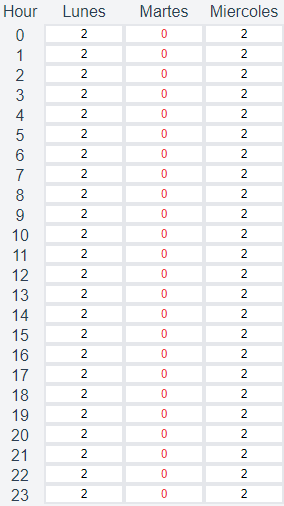 Hour Lunes Martes Miercoles
0 2 0 2
1 2 0 2
2 2 0 2
3 2 0 2
4 2 0 2
5 2 0 2
6 2 0 2
7 2 0 2
8 2 0 2
9 2 0 2
10 2 0 2
11 2 0 2
12 2 0 2
13 2 0 2
14 2 0 2
15 2 0 2
16 2 0 2
17 2 0 2
18 2 0 2
19 2 0 2
20 2 0 2
21 2 0 2
22 2 0 2
23 2 0 2